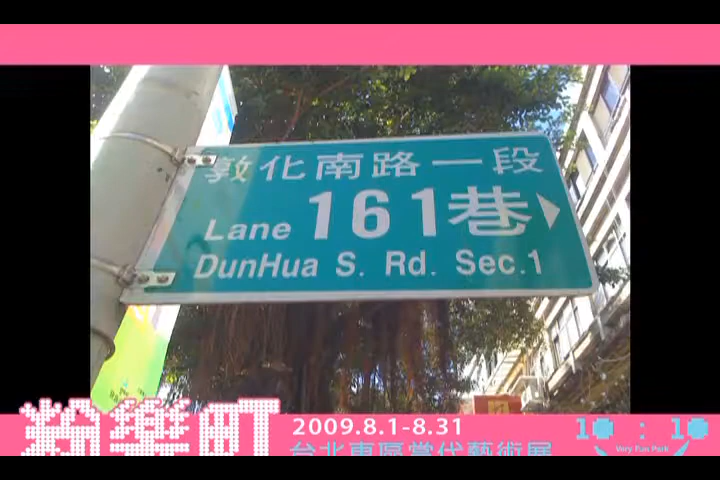 敦化南路一段
Lane 161巷
DunHua S. Rd. Sec.1
粉樂町
2009.8.1-8.31
台北東區當代藝術展
10 : 10
Very Fun Park